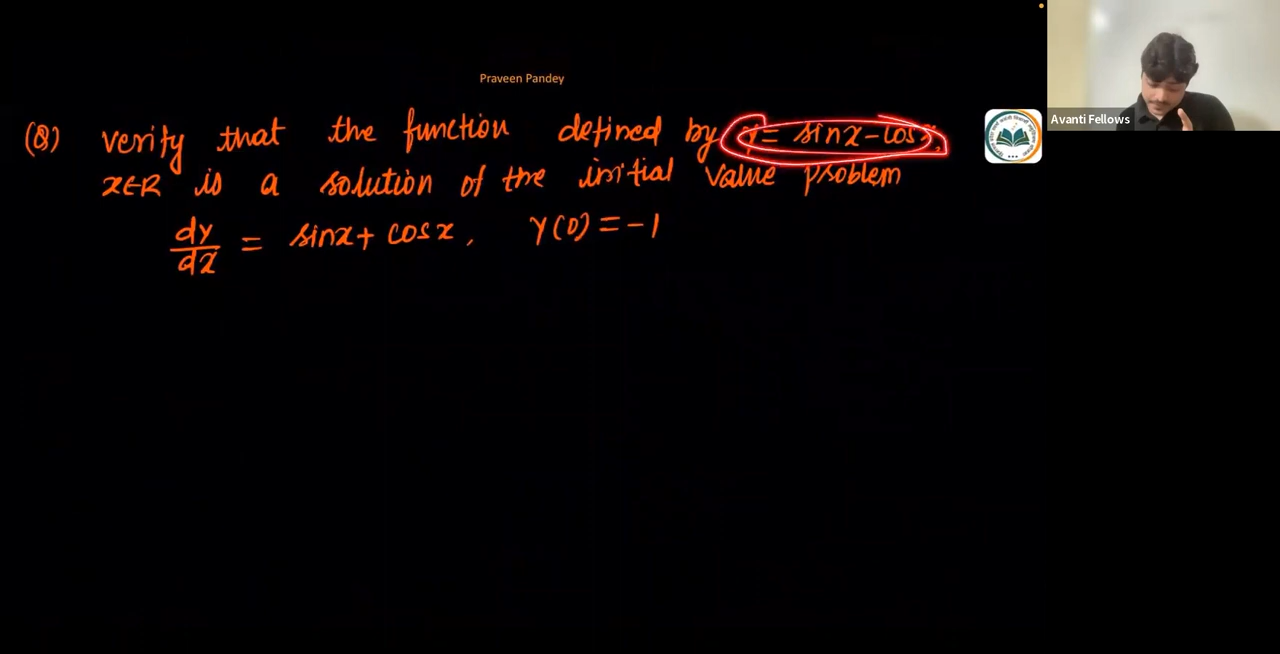 Praveen Pandey
(Q) verify that the function defined by y = sinx - cosx,
x∈R is a solution of the initial value problem
dy/dx = sinx + cosx, y(0) = -1
Avanti Fellows